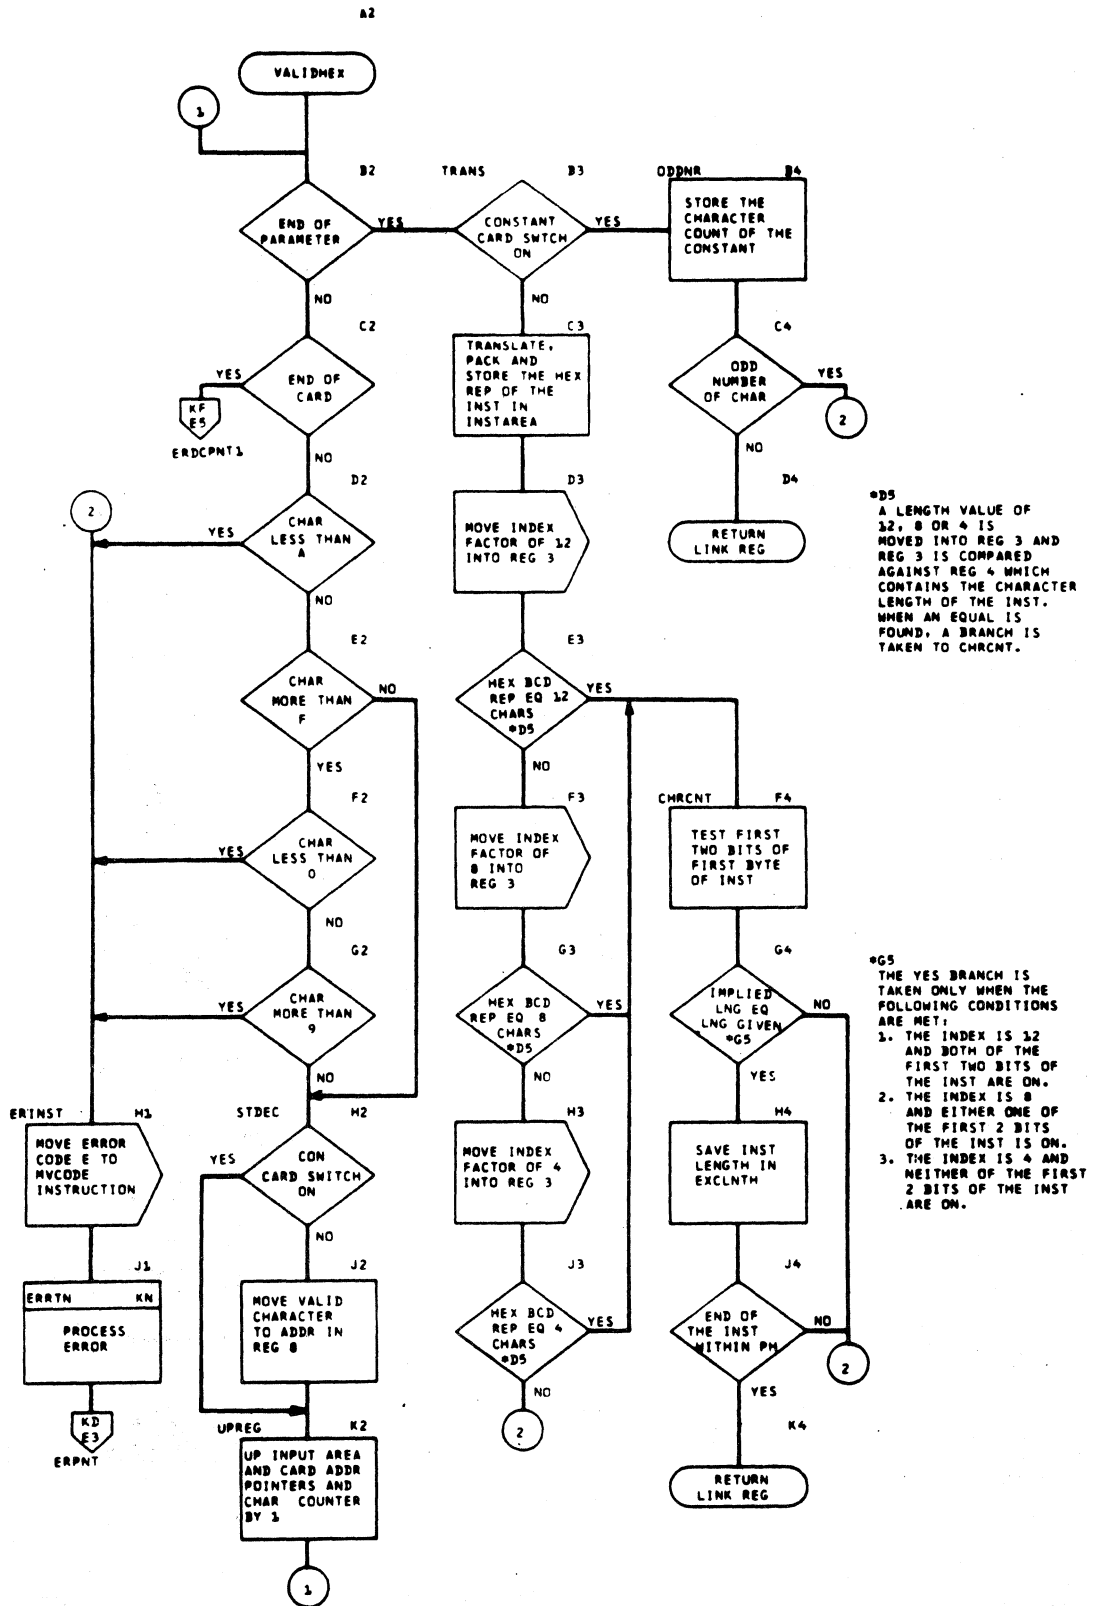 A2
VALIDHEX
1
B2
TRANS
B3
ODDNR
B4
END OF
PARAMETER
YES
CONSTANT
CARD SWTCH
ON
YES
STORE THE
CHARACTER
COUNT OF THE
CONSTANT
NO
NO
C2
C3
C4
YES
END OF
CARD
KF
E5
ERDCPNT1
TRANSLATE,
PACK AND
STORE THE HEX
REP OF THE
INST IN
INSTAREA
ODD
NUMBER
OF CHAR
YES
2
NO
NO
D2
D3
D4
2
YES
CHAR
LESS THAN
A
MOVE INDEX
FACTOR OF 12
INTO REG 3
RETURN
LINK REG
*D5
A LENGTH VALUE OF
12, 8 OR 4 IS
MOVED INTO REG 3 AND
REG 3 IS COMPARED
AGAINST REG 4 WHICH
CONTAINS THE CHARACTER
LENGTH OF THE INST.
WHEN AN EQUAL IS
FOUND, A BRANCH IS
TAKEN TO CHRCNT.
NO
E2
E3
CHAR
MORE THAN
F
NO
HEX BCD
REP EQ 12
CHARS
*D5
YES
YES
NO
F2
F3
CHRCNT
F4
YES
CHAR
LESS THAN
0
MOVE INDEX
FACTOR OF
8 INTO
REG 3
TEST FIRST
TWO BITS OF
FIRST BYTE
OF INST
NO
G2
G3
G4
YES
CHAR
MORE THAN
9
HEX BCD
REP EQ 8
CHARS
*D5
YES
IMPLIED
LNG EQ
LNG GIVEN
*G5
NO
*G5
THE YES BRANCH IS
TAKEN ONLY WHEN THE
FOLLOWING CONDITIONS
ARE MET:
1. THE INDEX IS 12
AND BOTH OF THE
FIRST TWO BITS OF
THE INST ARE ON.
2. THE INDEX IS 8
AND EITHER ONE OF
THE FIRST 2 BITS
OF THE INST IS ON.
3. THE INDEX IS 4 AND
NEITHER OF THE FIRST
2 BITS OF THE INST
ARE ON.
NO
NO
YES
ERINST
H1
STDEC
H2
H3
H4
MOVE ERROR
CODE E TO
MVCODE
INSTRUCTION
YES
CON
CARD SWITCH
ON
MOVE INDEX
FACTOR OF 4
INTO REG 3
SAVE INST
LENGTH IN
EXCLNTH
NO
J1
J2
J3
J4
ERRTN
KN
PROCESS
ERROR
MOVE VALID
CHARACTER
TO ADDR IN
REG 8
HEX BCD
REP EQ 4
CHARS
*D5
YES
END OF
THE INST
WITHIN PH
NO
2
NO
YES
KD
E3
ERPNT
UPREG
K2
2
K4
UP INPUT AREA
AND CARD ADDR
POINTERS AND
CHAR COUNTER
BY 1
RETURN
LINK REG
1